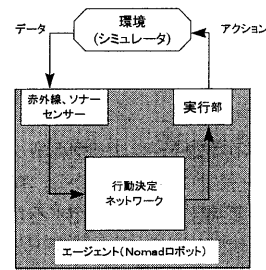 環境
(シミュレータ)
データ
アクション
赤外線、ソナー
センサー
実行部
行動決定
ネットワーク
エージェント(Nomadロボット)